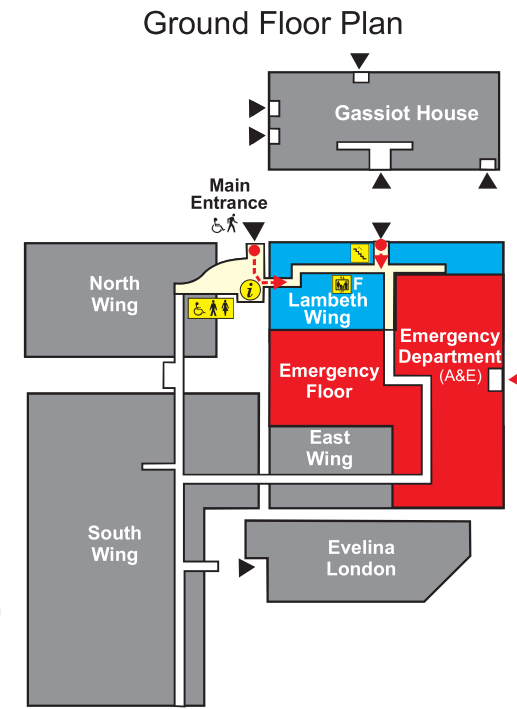 Ground Floor Plan
Gassiot House
Main
Entrance
North
Wing
i
F
Lambeth
Wing
Emergency
Department
(A&E)
Emergency
Floor
East
Wing
South
Wing
Evelina
London